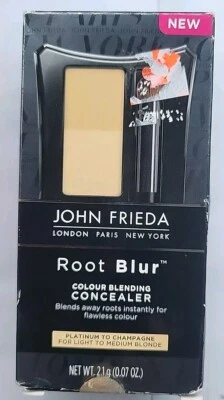 NEW
JOHN FRIEDA
LONDON PARIS NEW YORK
Root Blur™
COLOUR BLENDING
CONCEALER
Blends away roots instantly for
flawless colour
PLATINUM TO CHAMPAGNE
FOR LIGHT TO MEDIUM BLONDE
NET WT. 2.1 g (0.07 OZ.)